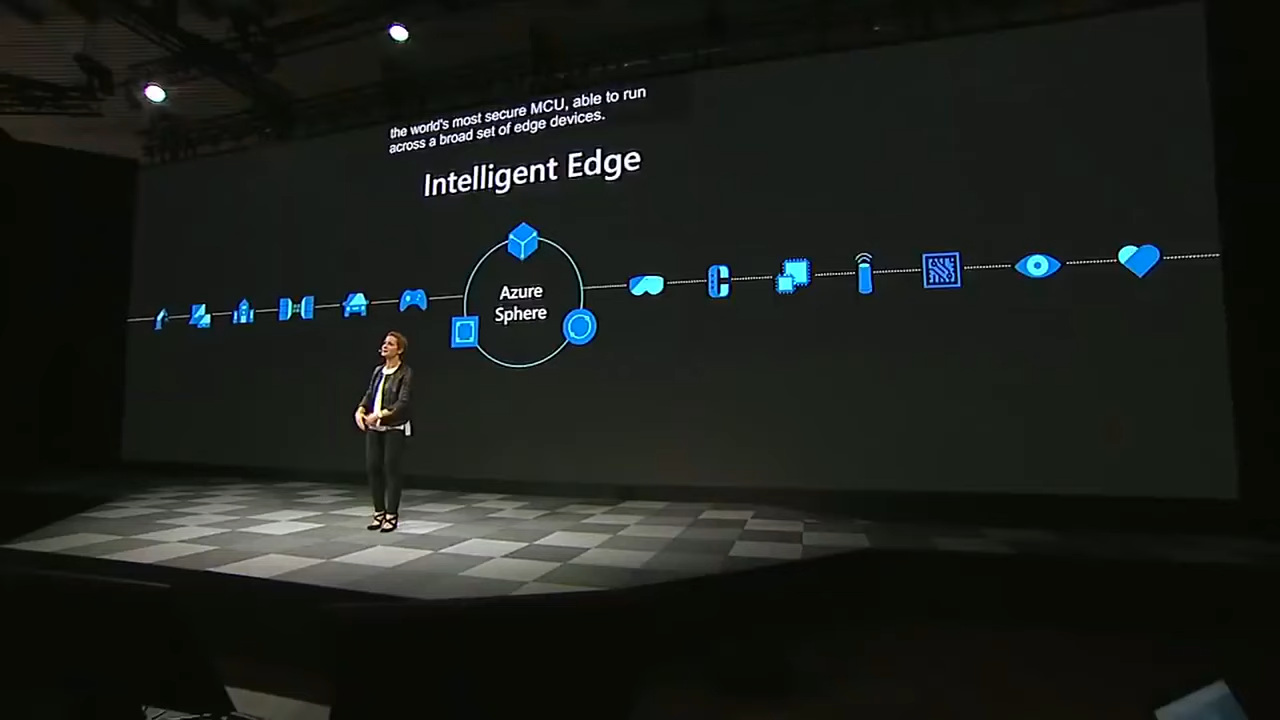 the world's most secure MCU, able to run
across a broad set of edge devices.
Intelligent Edge
Azure
Sphere